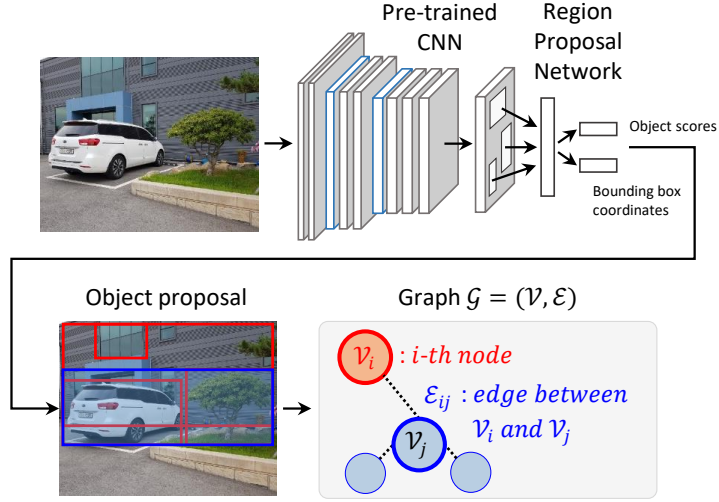 Pre-trained
CNN
Region
Proposal
Network
Object scores
Bounding box
coordinates
Object proposal
Graph 𝒢 = (𝒱, ℰ)
𝒱ᵢ : i-th node
ℰᵢⱼ : edge between
𝒱ᵢ and 𝒱ⱼ
𝒱ⱼ